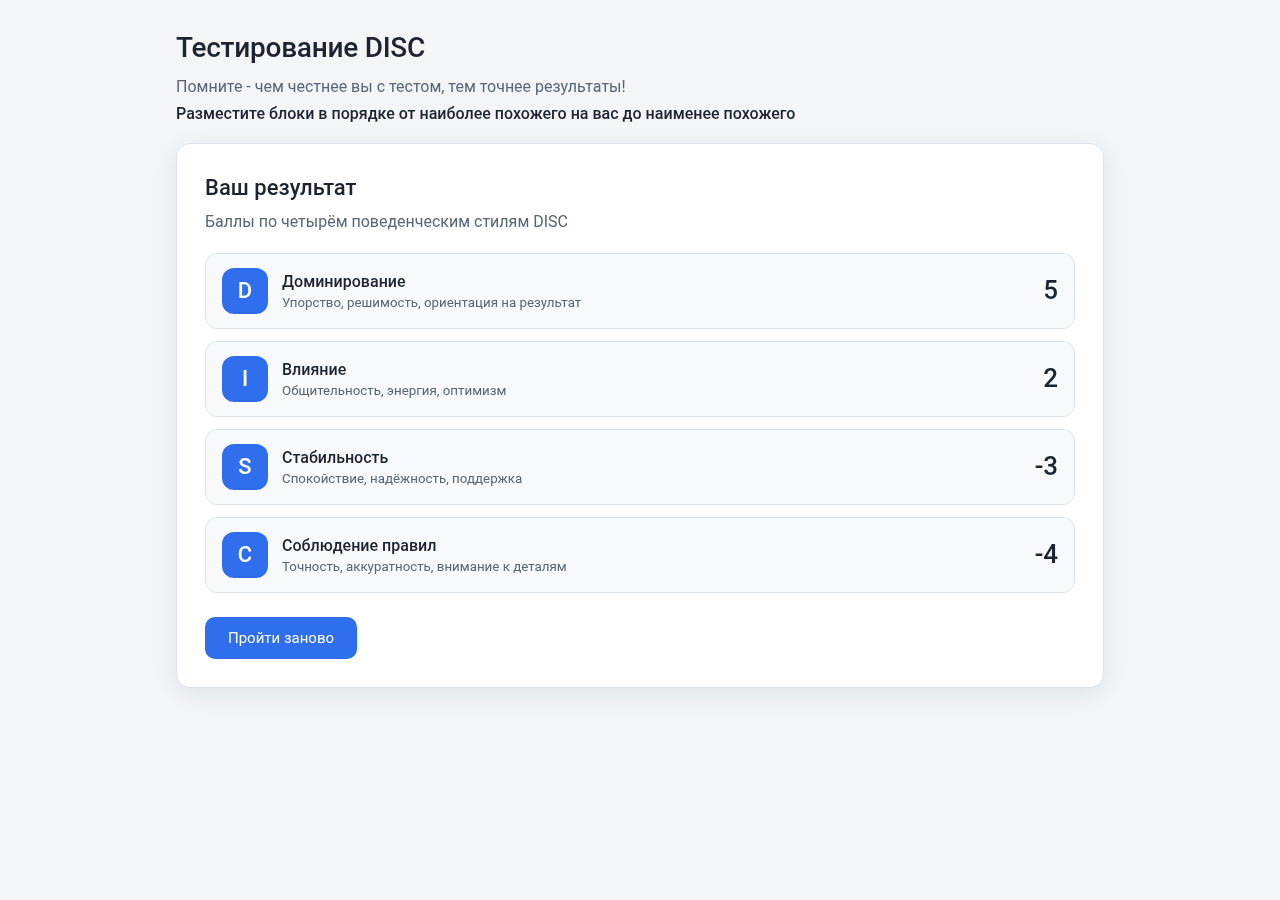 Тестирование DISC
Помните - чем честнее вы с тестом, тем точнее результаты!
Разместите блоки в порядке от наиболее похожего на вас до наименее похожего
Ваш результат
Баллы по четырём поведенческим стилям DISC
D
Доминирование
Упорство, решимость, ориентация на результат
5
I
Влияние
Общительность, энергия, оптимизм
2
S
Стабильность
Спокойствие, надёжность, поддержка
-3
C
Соблюдение правил
Точность, аккуратность, внимание к деталям
-4
Пройти заново